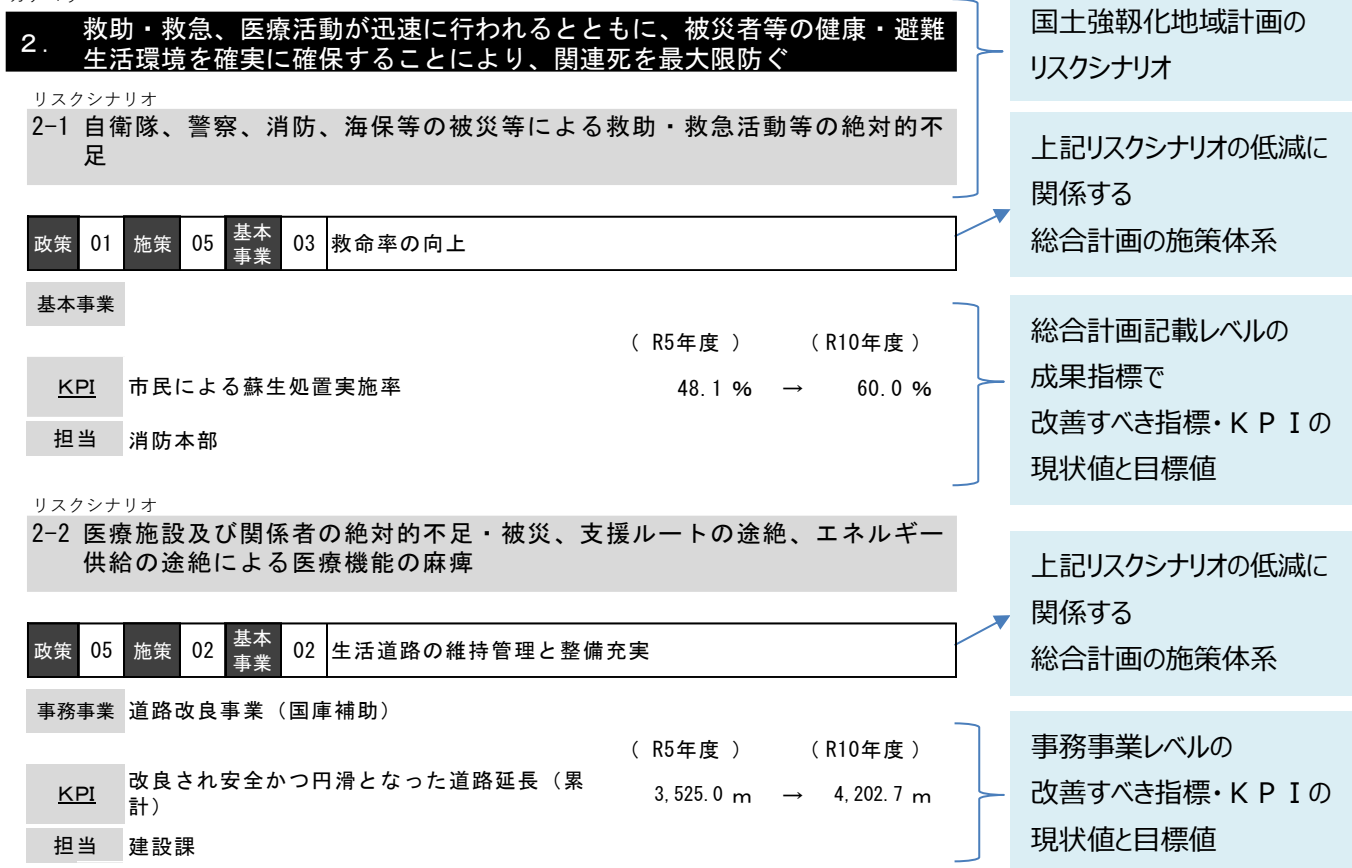 2. 救助・救急、医療活動が迅速に行われるとともに、被災者等の健康・避難
生活環境を確実に確保することにより、関連死を最大限防ぐ
リスクシナリオ
2-1 自衛隊、警察、消防、海保等の被災等による救助・救急活動等の絶対的不
足
政策 01 施策 05 基本事業 03 救命率の向上
基本事業
( R5年度 ) ( R10年度 )
KPI 市民による蘇生処置実施率 48.1 % → 60.0 %
担当 消防本部
リスクシナリオ
2-2 医療施設及び関係者の絶対的不足・被災、支援ルートの途絶、エネルギー
供給の途絶による医療機能の麻痺
政策 05 施策 02 基本事業 02 生活道路の維持管理と整備充実
事務事業 道路改良事業（国庫補助）
( R5年度 ) ( R10年度 )
KPI 改良され安全かつ円滑となった道路延長（累
計） 3,525.0 m → 4,202.7 m
担当 建設課
国土強靱化地域計画の
リスクシナリオ
上記リスクシナリオの低減に
関係する
総合計画の施策体系
総合計画記載レベルの
成果指標で
改善すべき指標・ＫＰＩの
現状値と目標値
上記リスクシナリオの低減に
関係する
総合計画の施策体系
事務事業レベルの
改善すべき指標・ＫＰＩの
現状値と目標値